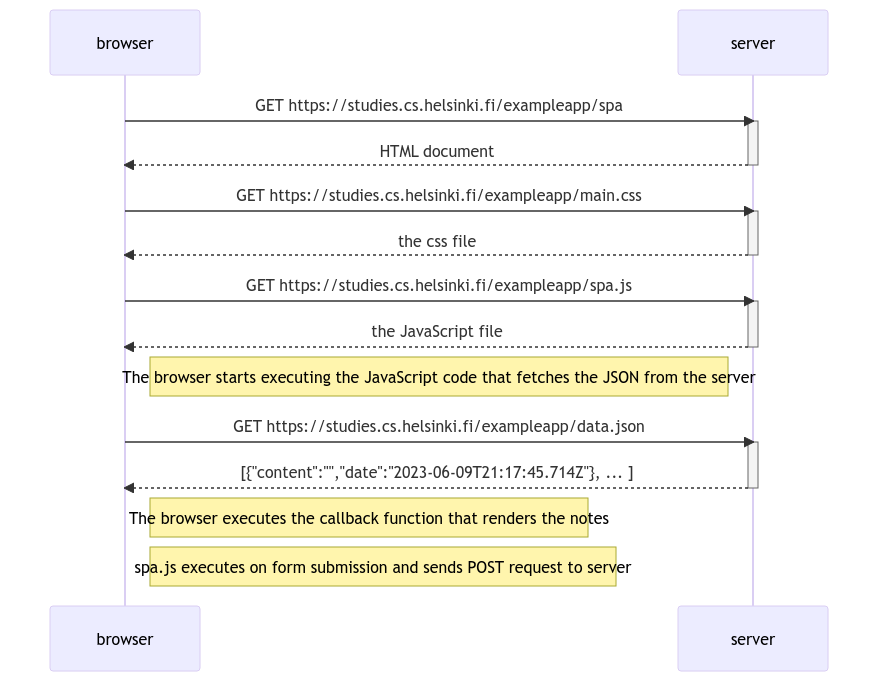 browser
server
GET https://studies.cs.helsinki.fi/exampleapp/spa
HTML document
GET https://studies.cs.helsinki.fi/exampleapp/main.css
the css file
GET https://studies.cs.helsinki.fi/exampleapp/spa.js
the JavaScript file
The browser starts executing the JavaScript code that fetches the JSON from the server
GET https://studies.cs.helsinki.fi/exampleapp/data.json
[{"content":"","date":"2023-06-09T21:17:45.714Z"}, ... ]
The browser executes the callback function that renders the notes
spa.js executes on form submission and sends POST request to server
browser
server